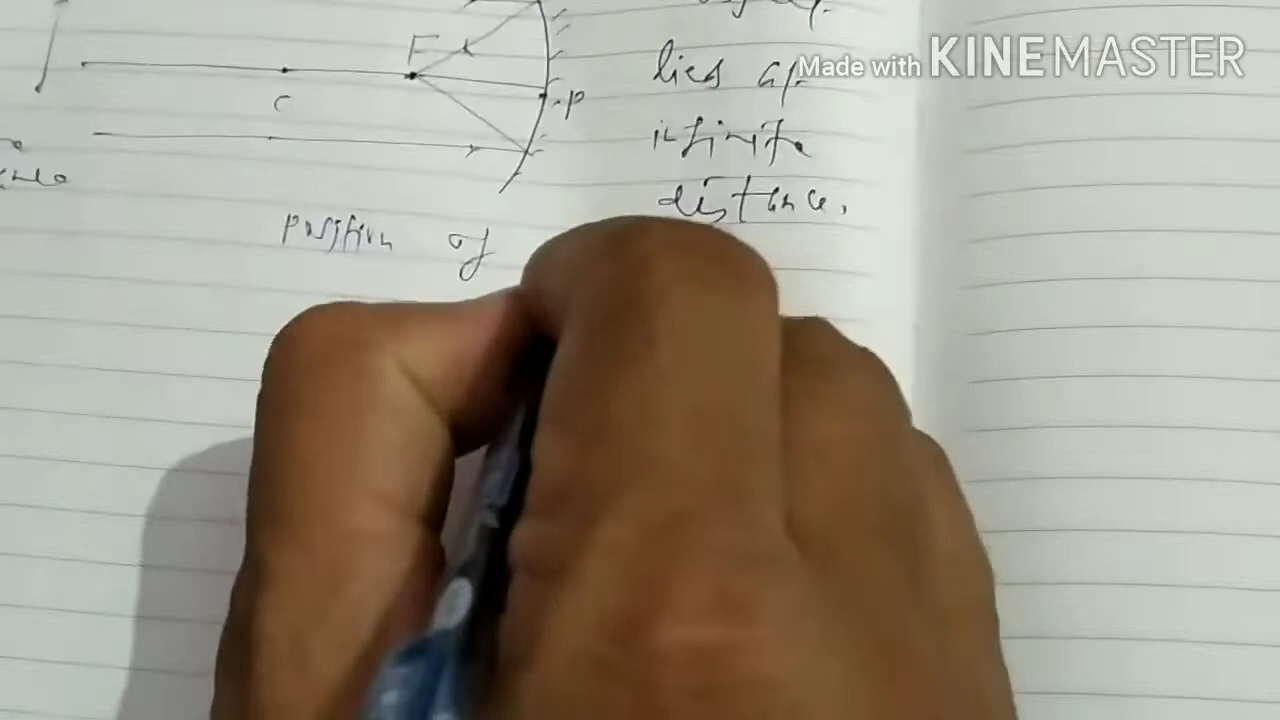 Made with KINEMASTER
F
lies at
C
P
infinite
distance,
Position of